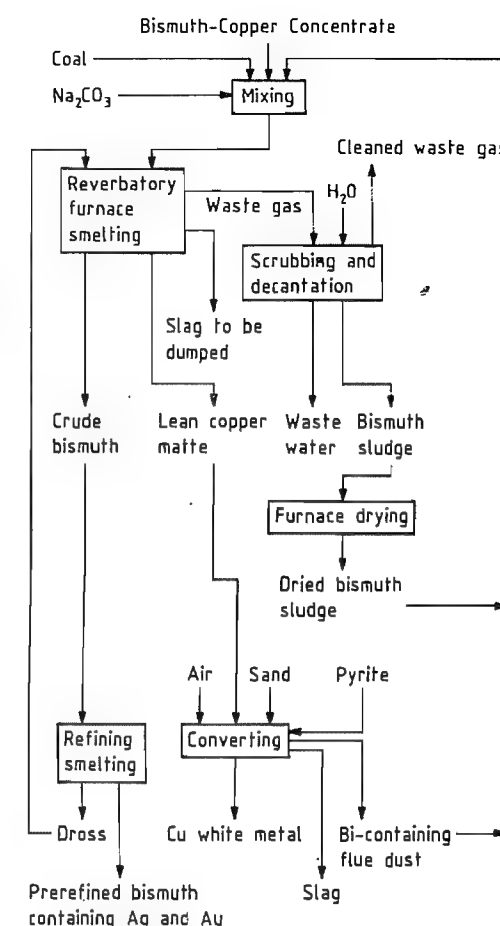 Bismuth-Copper Concentrate
Coal
Na₂CO₃
Mixing
Cleaned waste gas
Reverbatory
furnace
smelting
Waste gas
H₂O
Scrubbing and
decantation
Slag to be
dumped
Crude
bismuth
Lean copper
matte
Waste
water
Bismuth
sludge
Furnace drying
Dried bismuth
sludge
Air
Sand
Pyrite
Refining
smelting
Converting
Dross
Cu white metal
Bi-containing
flue dust
Prerefined bismuth
containing Ag and Au
Slag